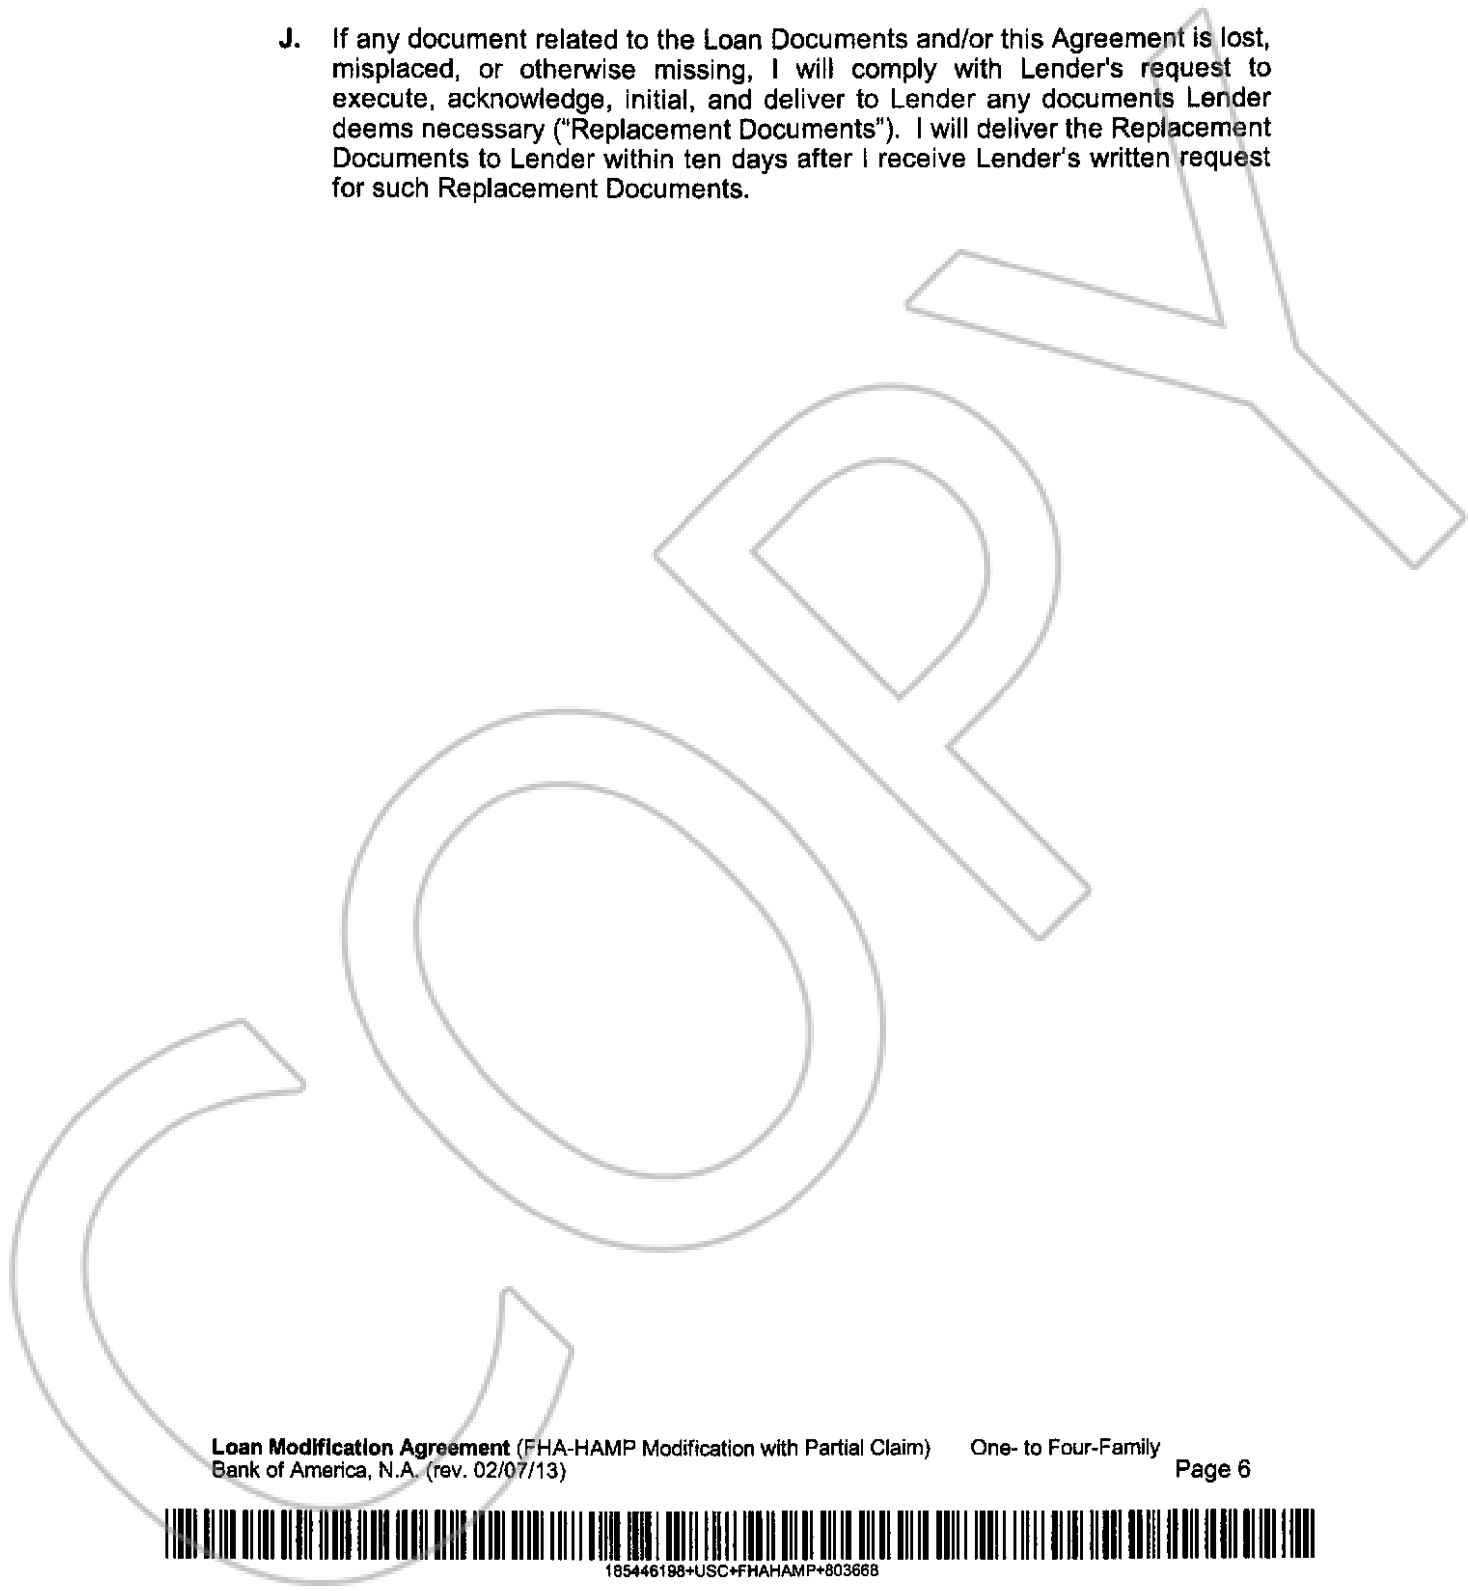 J. If any document related to the Loan Documents and/or this Agreement is lost,
misplaced, or otherwise missing, I will comply with Lender's request to
execute, acknowledge, initial, and deliver to Lender any documents Lender
deems necessary ("Replacement Documents"). I will deliver the Replacement
Documents to Lender within ten days after I receive Lender's written request
for such Replacement Documents.
COPY
Loan Modification Agreement (FHA-HAMP Modification with Partial Claim) One- to Four-Family
Bank of America, N.A. (rev. 02/07/13) Page 6
185446198+USC+FHAHAMP+803668